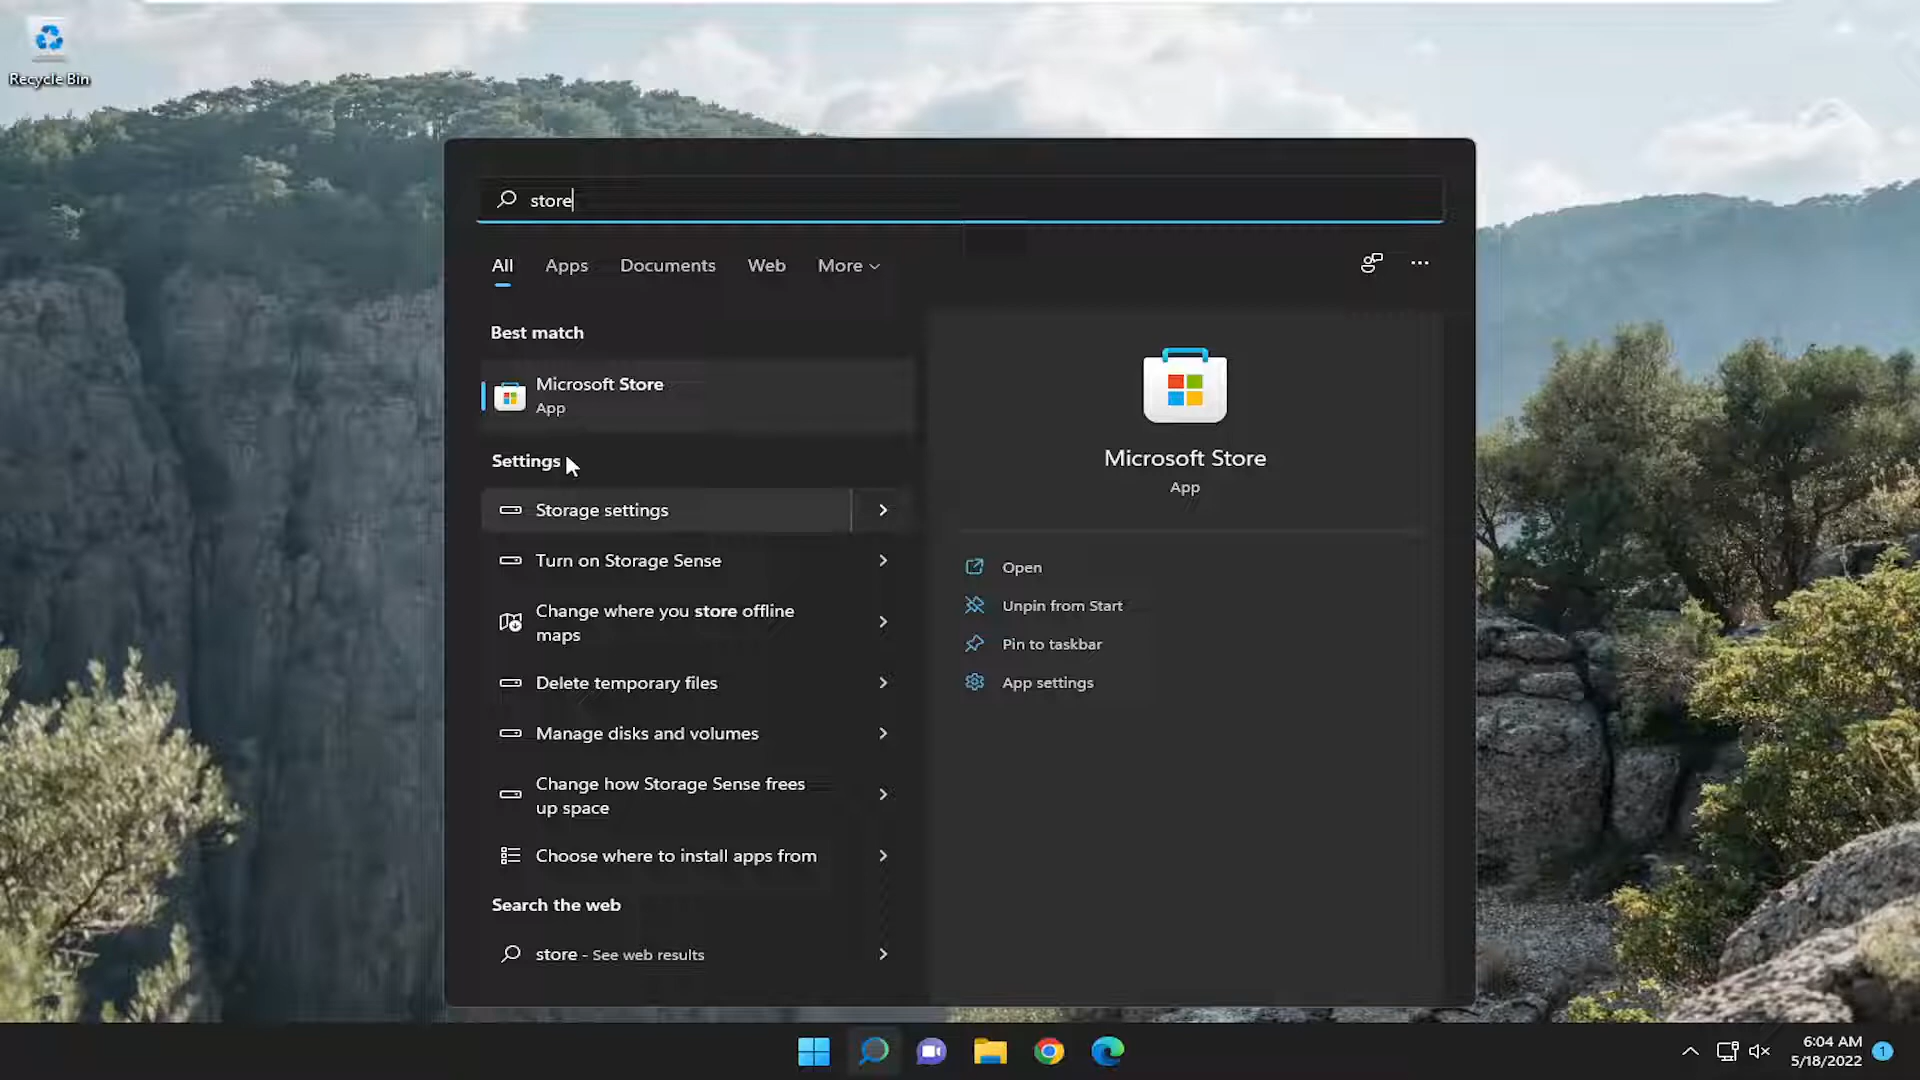 Recycle Bin
store
All Apps Documents Web More
Best match
Microsoft Store
App
Settings
Storage settings
Turn on Storage Sense
Change where you store offline
maps
Delete temporary files
Manage disks and volumes
Change how Storage Sense frees
up space
Choose where to install apps from
Search the web
store - See web results
Microsoft Store
App
Open
Unpin from Start
Pin to taskbar
App settings
6:04 AM
5/18/2022
1